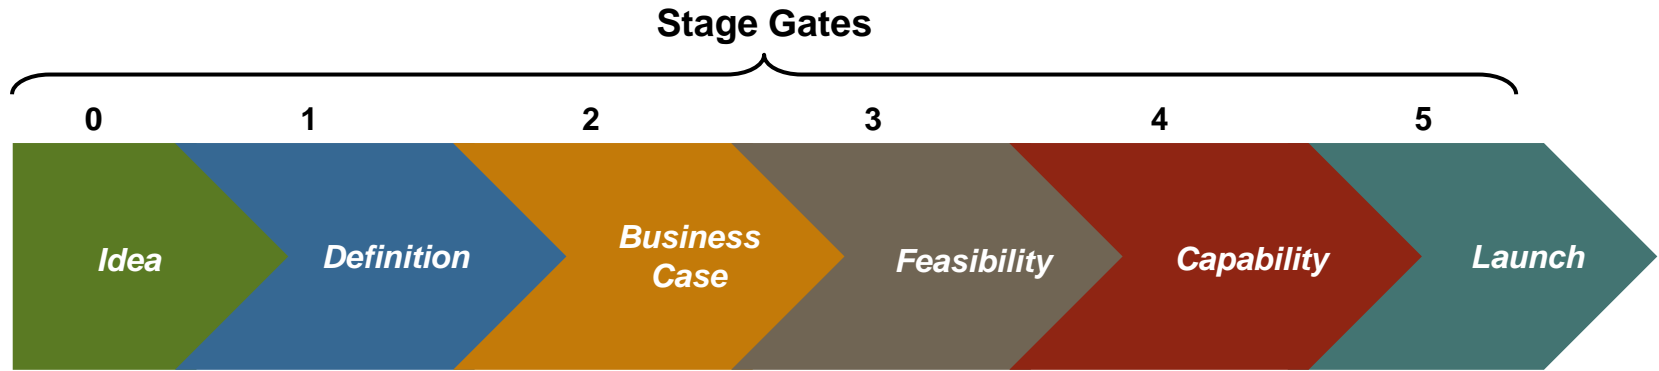 Stage Gates
0 1 2 3 4 5
Idea
Definition
Business
Case
Feasibility
Capability
Launch